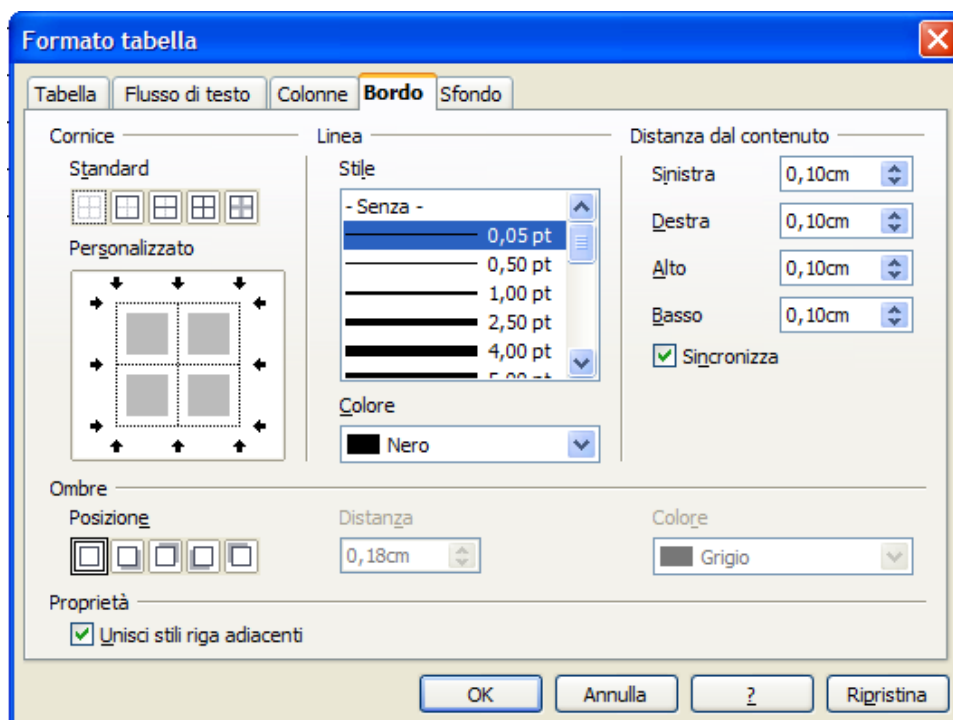 Formato tabella
Tabella Flusso di testo Colonne Bordo Sfondo
Cornice
Standard
Personalizzato
Linea
Stile
- Senza -
0,05 pt
0,50 pt
1,00 pt
2,50 pt
4,00 pt
5,00 pt
Colore
Nero
Distanza dal contenuto
Sinistra 0,10cm
Destra 0,10cm
Alto 0,10cm
Basso 0,10cm
Sincronizza
Ombre
Posizione
Distanza
0,18cm
Colore
Grigio
Proprietà
Unisci stili riga adiacenti
OK Annulla ? Ripristina